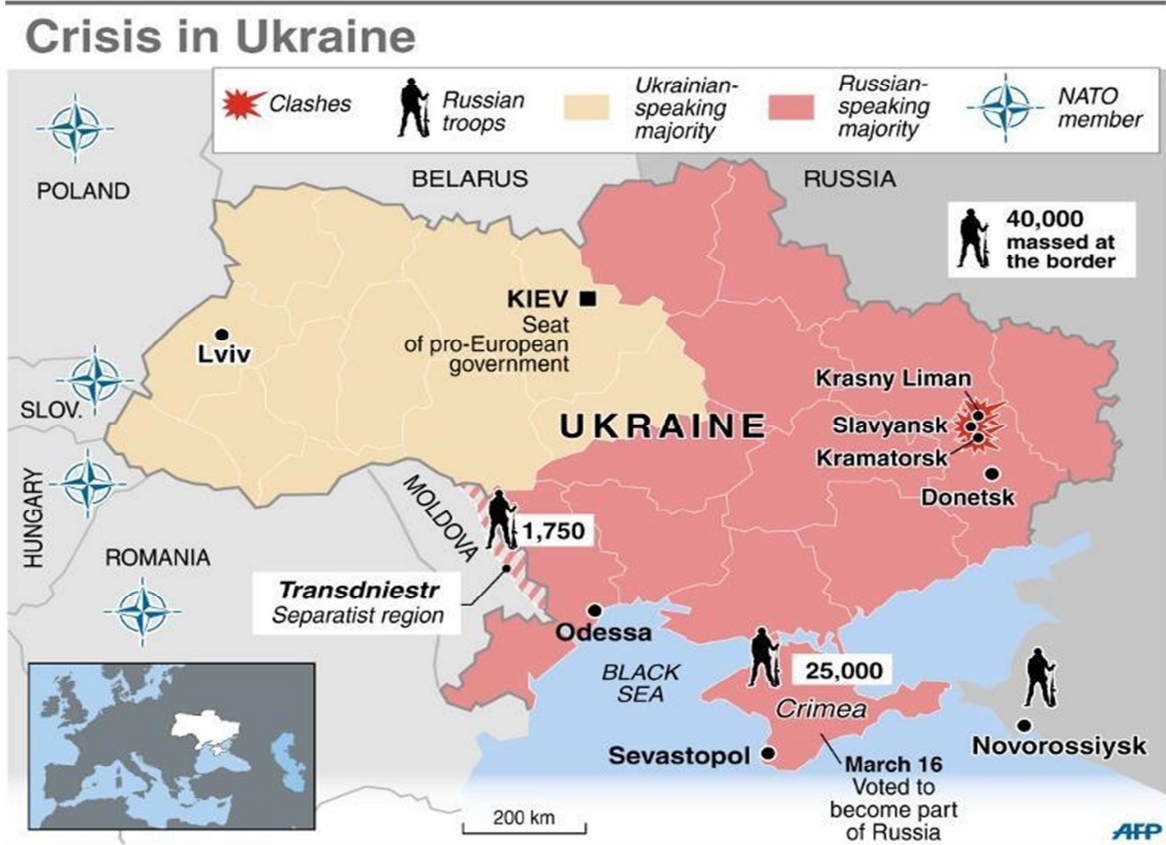 Crisis in Ukraine
Clashes
Russian
troops
Ukrainian-
speaking
majority
Russian-
speaking
majority
NATO
member
POLAND
BELARUS
RUSSIA
40,000
massed at
the border
KIEV
Seat
of pro-European
government
Lviv
SLOV.
UKRAINE
Krasny Liman
Slavyansk
Kramatorsk
Donetsk
HUNGARY
MOLDOVA
1,750
ROMANIA
Transdniestr
Separatist region
Odessa
BLACK
SEA
25,000
Crimea
Sevastopol
Novorossiysk
March 16
Voted to
become part
of Russia
200 km
AFP